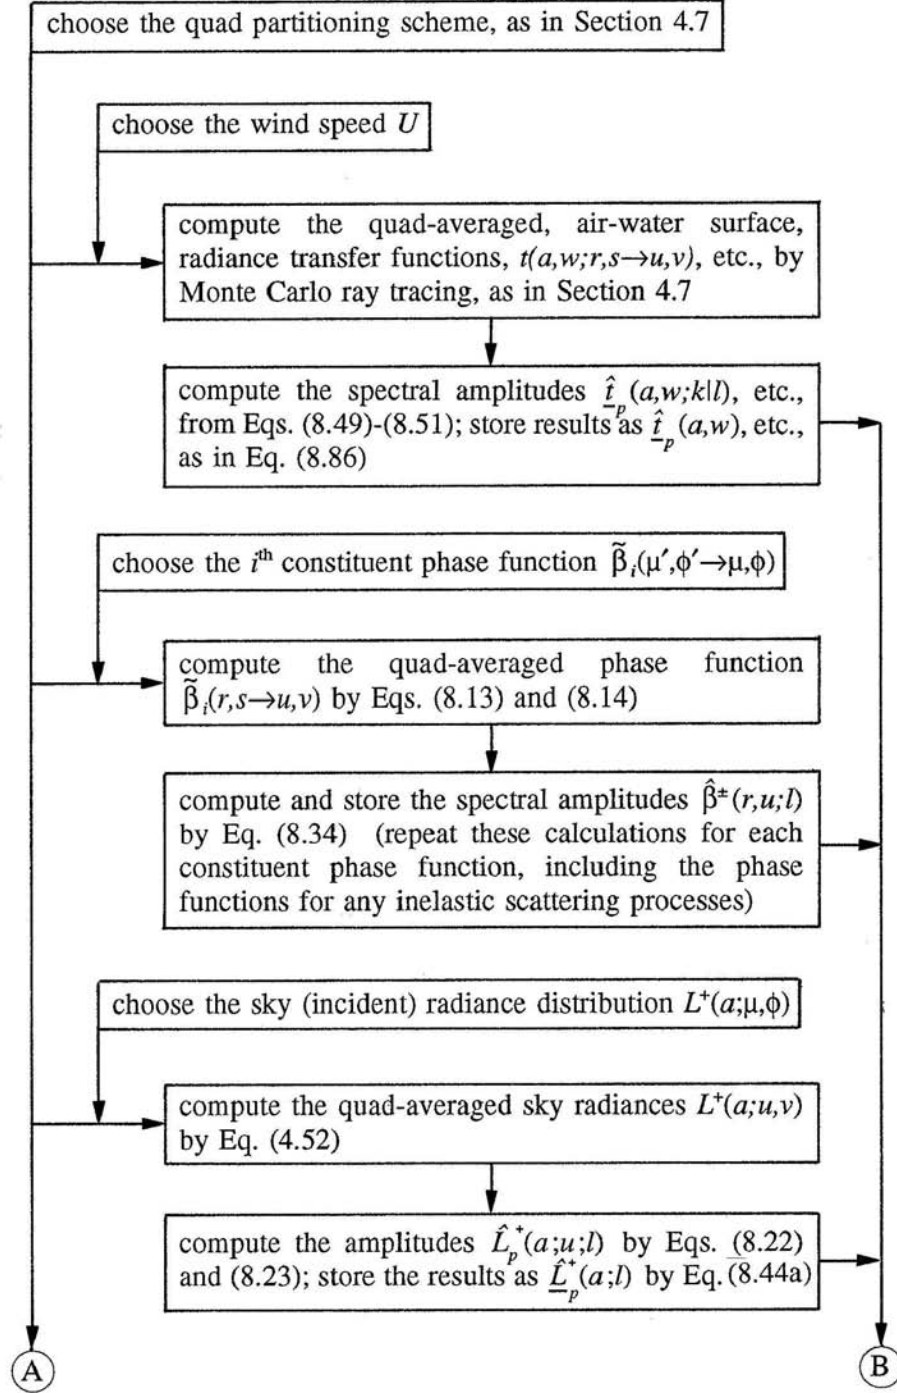 choose the quad partitioning scheme, as in Section 4.7
choose the wind speed U
compute the quad-averaged, air-water surface,
radiance transfer functions, t(a,w;r,s→u,v), etc., by
Monte Carlo ray tracing, as in Section 4.7
compute the spectral amplitudes t̲̂_p(a,w;k|l), etc.,
from Eqs. (8.49)-(8.51); store results as t̲̂_p(a,w), etc.,
as in Eq. (8.86)
choose the iᵗʰ constituent phase function β̃_i(μ′,ϕ′→μ,ϕ)
compute the quad-averaged phase function
β̃_i(r,s→u,v) by Eqs. (8.13) and (8.14)
compute and store the spectral amplitudes β̂^±(r,u;l)
by Eq. (8.34) (repeat these calculations for each
constituent phase function, including the phase
functions for any inelastic scattering processes)
choose the sky (incident) radiance distribution L⁺(a;μ,ϕ)
compute the quad-averaged sky radiances L⁺(a;u,v)
by Eq. (4.52)
compute the amplitudes L̂_p⁺(a;u;l) by Eqs. (8.22)
and (8.23); store the results as L̲̂_p⁺(a;l) by Eq. (8.44a)
A
B